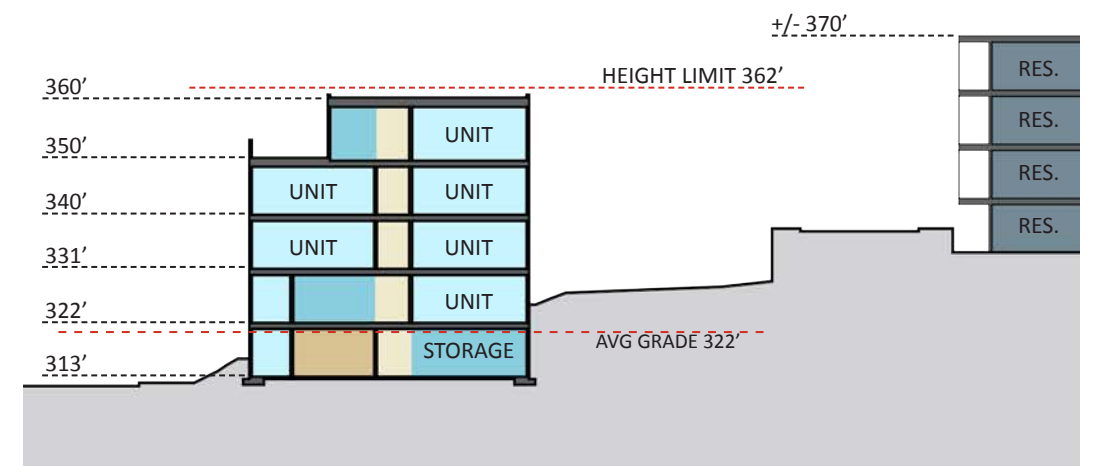 +/- 370’
HEIGHT LIMIT 362’
360’
RES.
UNIT
RES.
350’
UNIT
UNIT
RES.
340’
RES.
UNIT
UNIT
331’
UNIT
322’
AVG GRADE 322’
STORAGE
313’